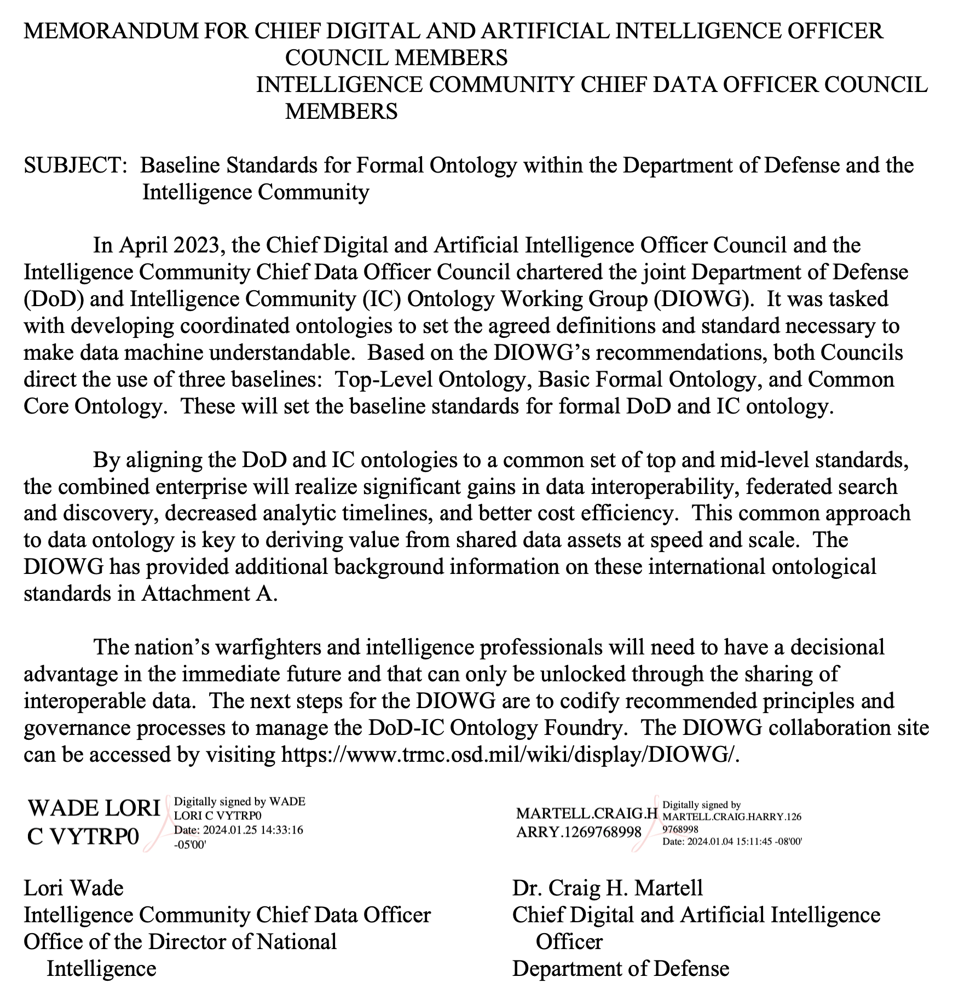 MEMORANDUM FOR CHIEF DIGITAL AND ARTIFICIAL INTELLIGENCE OFFICER
COUNCIL MEMBERS
INTELLIGENCE COMMUNITY CHIEF DATA OFFICER COUNCIL
MEMBERS
SUBJECT:  Baseline Standards for Formal Ontology within the Department of Defense and the
Intelligence Community
In April 2023, the Chief Digital and Artificial Intelligence Officer Council and the
Intelligence Community Chief Data Officer Council chartered the joint Department of Defense
(DoD) and Intelligence Community (IC) Ontology Working Group (DIOWG).  It was tasked
with developing coordinated ontologies to set the agreed definitions and standard necessary to
make data machine understandable.  Based on the DIOWG’s recommendations, both Councils
direct the use of three baselines:  Top-Level Ontology, Basic Formal Ontology, and Common
Core Ontology.  These will set the baseline standards for formal DoD and IC ontology.
By aligning the DoD and IC ontologies to a common set of top and mid-level standards,
the combined enterprise will realize significant gains in data interoperability, federated search
and discovery, decreased analytic timelines, and better cost efficiency.  This common approach
to data ontology is key to deriving value from shared data assets at speed and scale.  The
DIOWG has provided additional background information on these international ontological
standards in Attachment A.
The nation’s warfighters and intelligence professionals will need to have a decisional
advantage in the immediate future and that can only be unlocked through the sharing of
interoperable data.  The next steps for the DIOWG are to codify recommended principles and
governance processes to manage the DoD-IC Ontology Foundry.  The DIOWG collaboration site
can be accessed by visiting https://www.trmc.osd.mil/wiki/display/DIOWG/.
WADE LORI
C VYTRP0
Digitally signed by WADE
LORI C VYTRP0
Date: 2024.01.25 14:33:16
-05'00'
MARTELL.CRAIG.H
ARRY.1269768998
Digitally signed by
MARTELL.CRAIG.HARRY.126
9768998
Date: 2024.01.04 15:11:45 -08'00'
Lori Wade
Intelligence Community Chief Data Officer
Office of the Director of National
Intelligence
Dr. Craig H. Martell
Chief Digital and Artificial Intelligence
Officer
Department of Defense